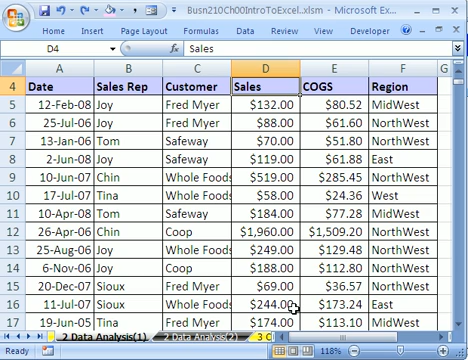 Busn210Ch00IntroToExcel..xlsm - Microsoft Ex...
Home Insert Page Layout Formulas Data Review View Developer
D4 Sales
A B C D E F G
4 Date Sales Rep Customer Sales COGS Region
5 12-Feb-08 Joy Fred Myer $132.00 $80.52 MidWest
6 25-Jul-06 Joy Fred Myer $88.00 $61.60 NorthWest
7 13-Jan-06 Tom Safeway $70.00 $51.80 NorthWest
8 2-Jun-08 Joy Safeway $119.00 $61.88 East
9 10-Jun-07 Chin Whole Foods $519.00 $285.45 NorthWest
10 17-Jul-07 Tina Whole Foods $58.00 $24.36 West
11 10-Apr-08 Tom Safeway $184.00 $77.28 MidWest
12 26-Apr-06 Chin Coop $1,960.00 $1,509.20 NorthWest
13 25-Aug-06 Joy Whole Foods $249.00 $129.48 NorthWest
14 6-Nov-06 Joy Coop $188.00 $112.80 NorthWest
15 20-Dec-07 Sioux Fred Myer $69.00 $36.57 NorthWest
16 11-Jul-07 Sioux Whole Foods $244.00 $173.24 East
17 19-Jun-05 Tina Fred Myer $174.00 $113.10 MidWest
2 Data Analysis(1) 2 Data Analysis(2) 3 C
Ready 118%